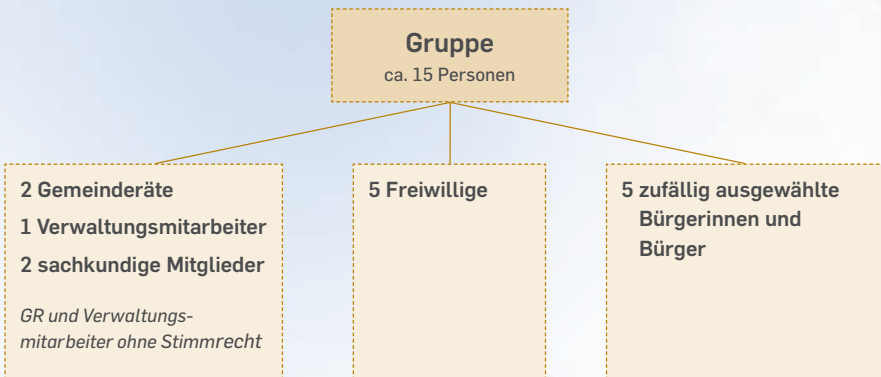 Gruppe
ca. 15 Personen
2 Gemeinderäte
1 Verwaltungsmitarbeiter
2 sachkundige Mitglieder
GR und Verwaltungs-
mitarbeiter ohne Stimmrecht
5 Freiwillige
5 zufällig ausgewählte
Bürgerinnen und
Bürger